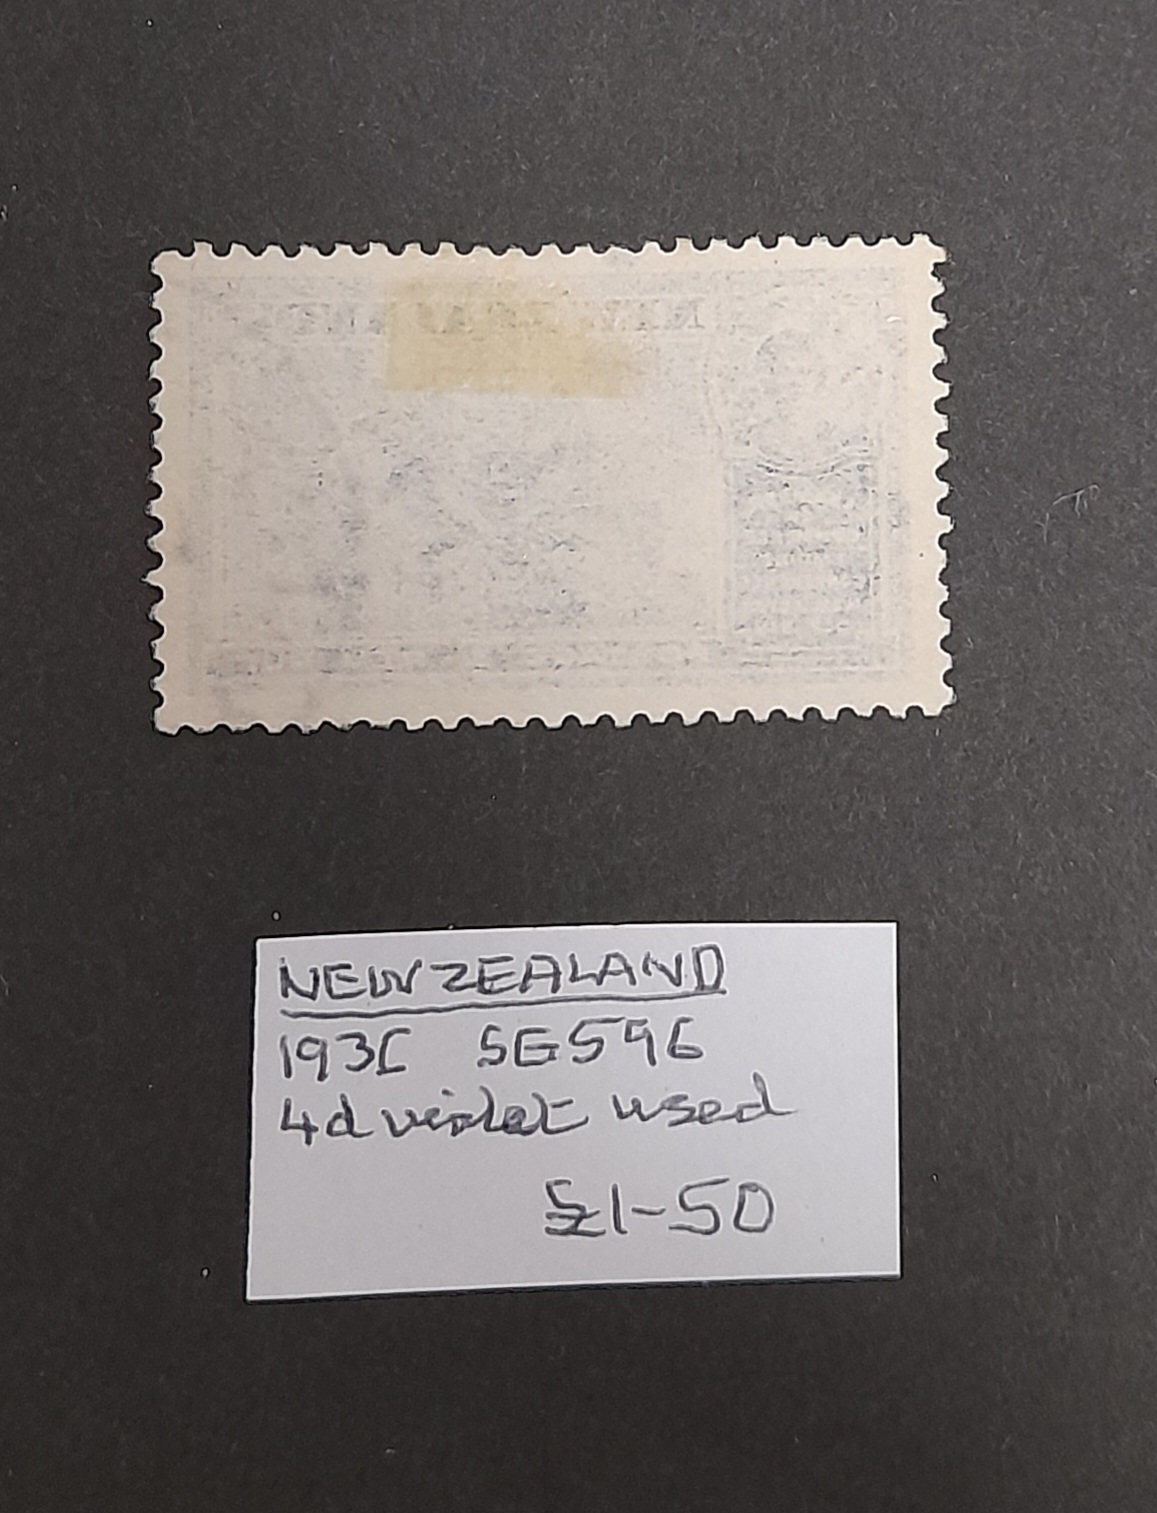 NEW ZEALAND
1936 SG596
4d violet used
£1-50